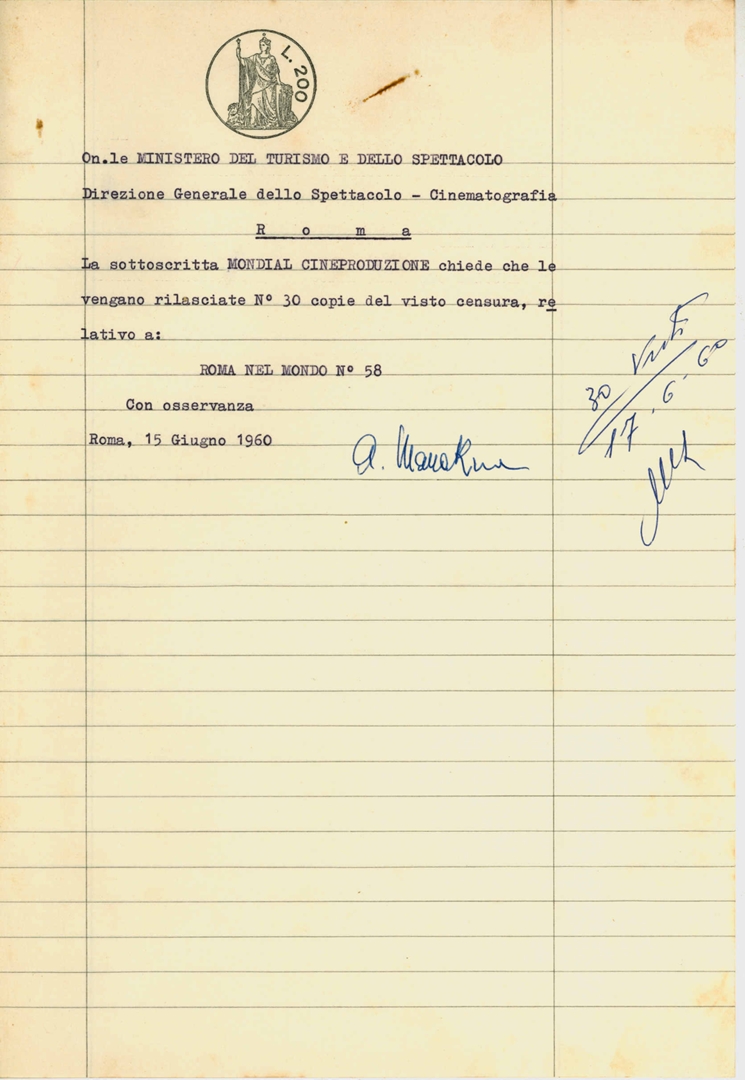 L. 200
On.le MINISTERO DEL TURISMO E DELLO SPETTACOLO
Direzione Generale dello Spettacolo - Cinematografia
R o m a
La sottoscritta MONDIAL CINEPRODUZIONE chiede che le
vengano rilasciate N° 30 copie del visto censura, re
lativo a:
ROMA NEL MONDO N° 58
Con osservanza
Roma, 15 Giugno 1960
30 Visti
17.6.60